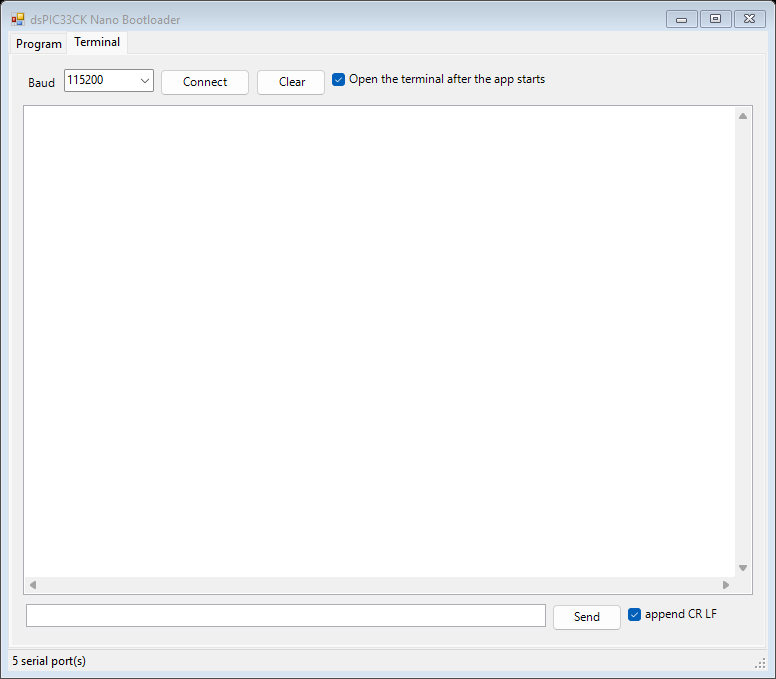 dsPIC33CK Nano Bootloader
Program Terminal
Baud 115200 Connect Clear Open the terminal after the app starts
Send append CR LF
5 serial port(s)